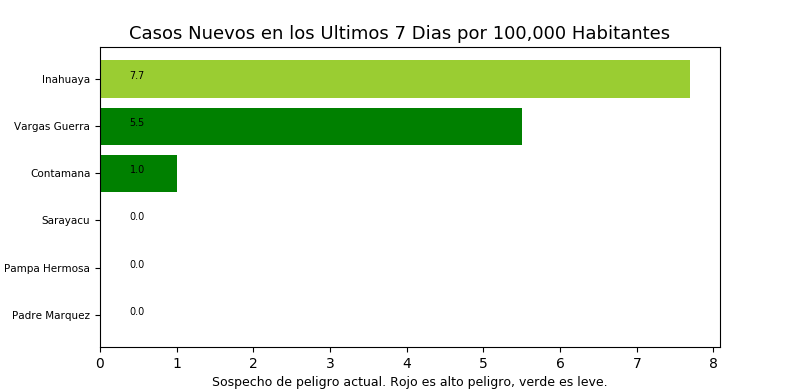 Casos Nuevos en los Ultimos 7 Dias por 100,000 Habitantes
Inahuaya 7.7
Vargas Guerra 5.5
Contamana 1.0
Sarayacu 0.0
Pampa Hermosa 0.0
Padre Marquez 0.0
0 1 2 3 4 5 6 7 8
Sospecho de peligro actual. Rojo es alto peligro, verde es leve.